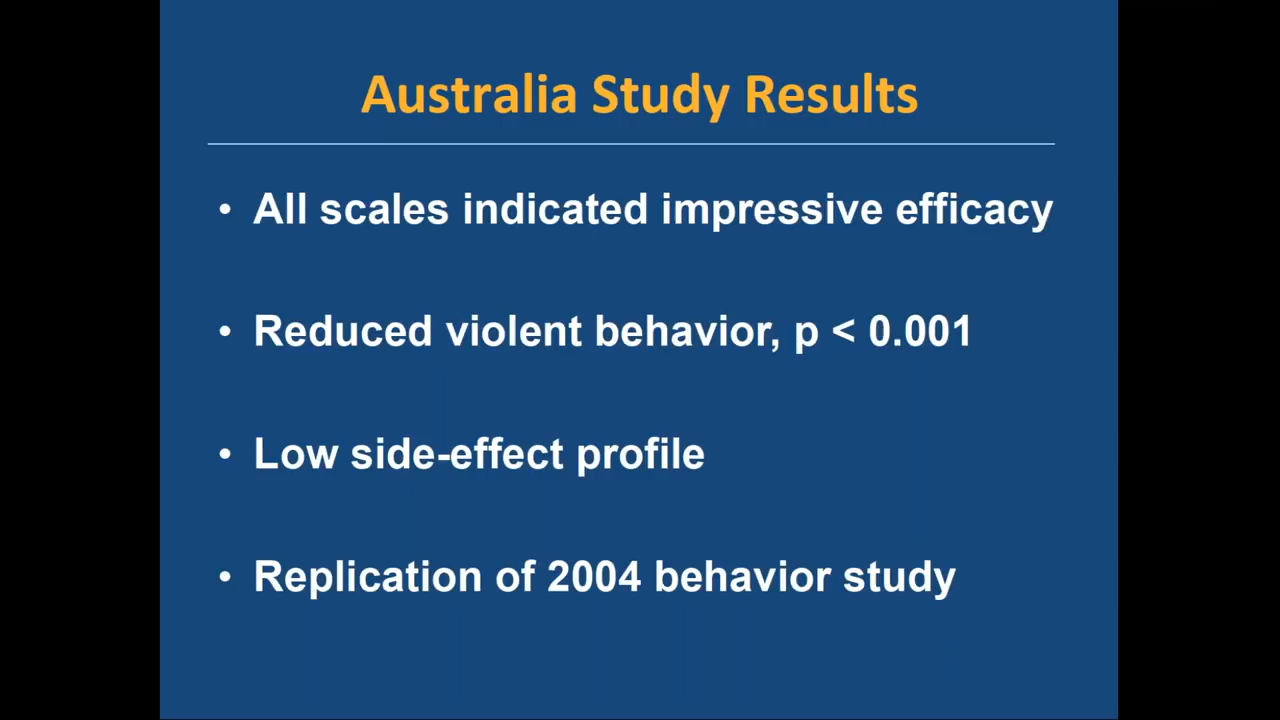 Australia Study Results
• All scales indicated impressive efficacy
• Reduced violent behavior, p < 0.001
• Low side-effect profile
• Replication of 2004 behavior study